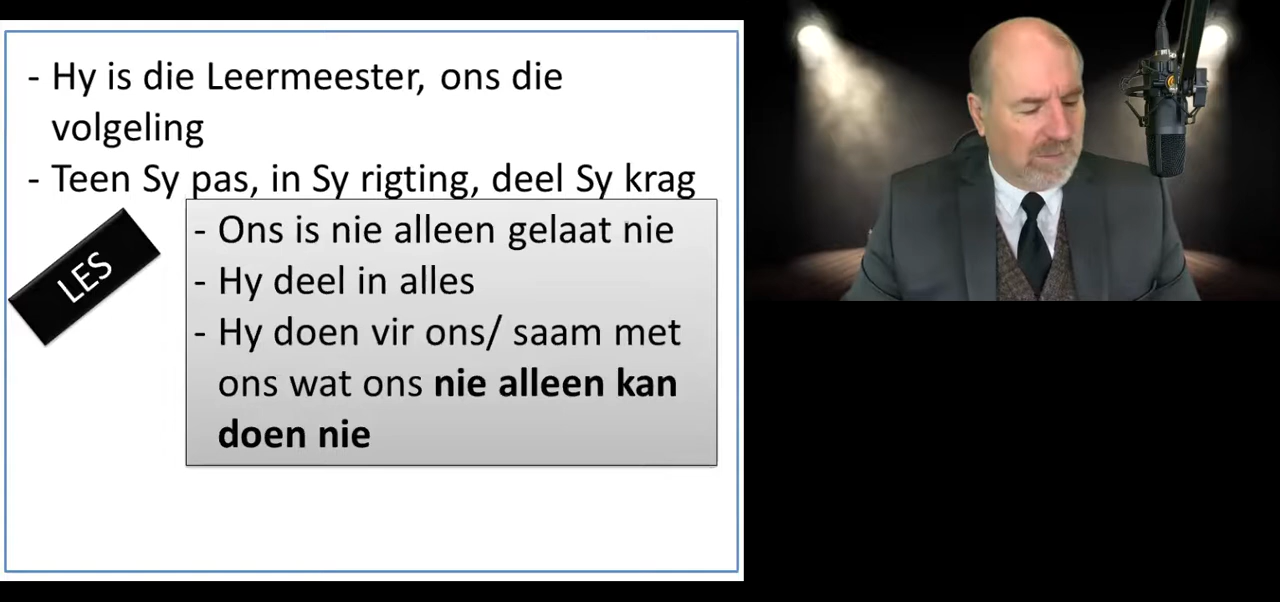 - Hy is die Leermeester, ons die
volgeling
- Teen Sy pas, in Sy rigting, deel Sy krag
LES
- Ons is nie alleen gelaat nie
- Hy deel in alles
- Hy doen vir ons/ saam met
ons wat ons nie alleen kan
doen nie